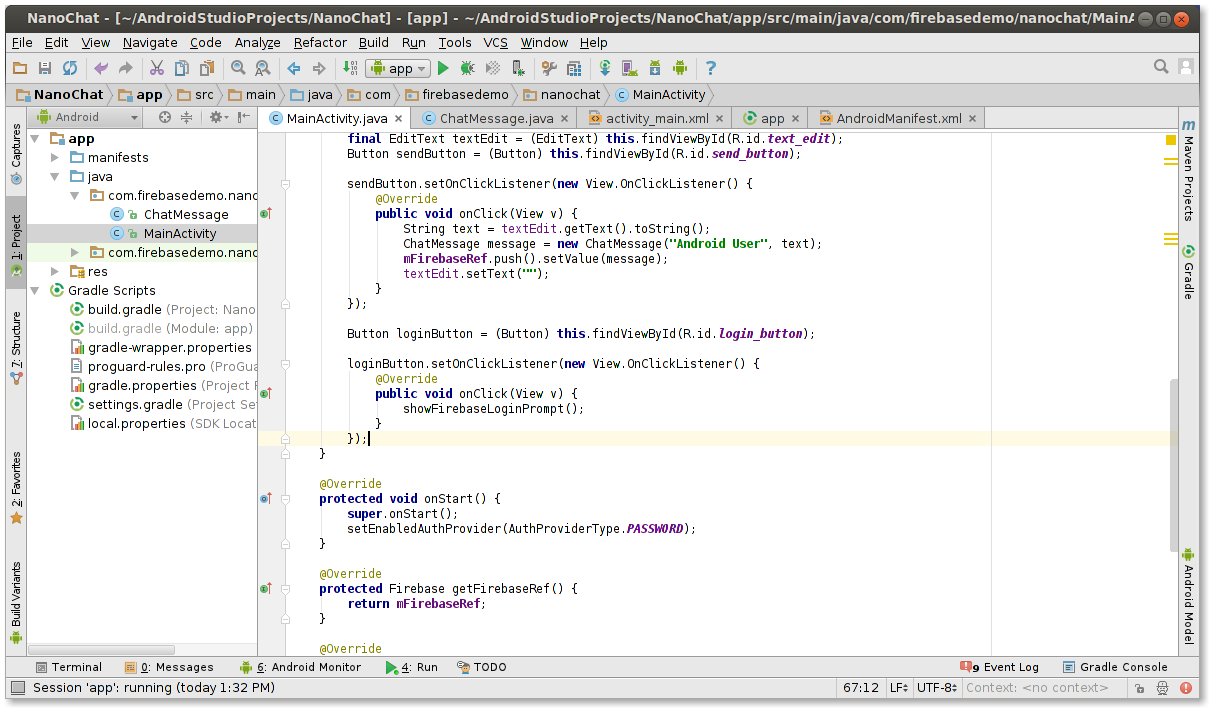 NanoChat - [~/AndroidStudioProjects/NanoChat] - [app] - ~/AndroidStudioProjects/NanoChat/app/src/main/java/com/firebasedemo/nanochat/MainA
File Edit View Navigate Code Analyze Refactor Build Run Tools VCS Window Help
app
NanoChat app src main java com firebasedemo nanochat MainActivity
Android
MainActivity.java ChatMessage.java activity_main.xml app AndroidManifest.xml
Captures
1: Project
7: Structure
2: Favorites
Build Variants
app
manifests
java
com.firebasedemo.nano
ChatMessage
MainActivity
com.firebasedemo.nano
res
Gradle Scripts
build.gradle (Project: Nano
build.gradle (Module: app)
gradle-wrapper.properties
proguard-rules.pro (ProGua
gradle.properties (Project P
settings.gradle (Project Set
local.properties (SDK Locat
final EditText textEdit = (EditText) this.findViewById(R.id.text_edit);
Button sendButton = (Button) this.findViewById(R.id.send_button);
sendButton.setOnClickListener(new View.OnClickListener() {
@Override
public void onClick(View v) {
String text = textEdit.getText().toString();
ChatMessage message = new ChatMessage("Android User", text);
mFirebaseRef.push().setValue(message);
textEdit.setText("");
}
});
Button loginButton = (Button) this.findViewById(R.id.login_button);
loginButton.setOnClickListener(new View.OnClickListener() {
@Override
public void onClick(View v) {
showFirebaseLoginPrompt();
}
});
}
@Override
protected void onStart() {
super.onStart();
setEnabledAuthProvider(AuthProviderType.PASSWORD);
}
@Override
protected Firebase getFirebaseRef() {
return mFirebaseRef;
}
@Override
Maven Projects
Gradle
Android Model
Terminal 0: Messages 6: Android Monitor 4: Run TODO 9 Event Log Gradle Console
Session 'app': running (today 1:32 PM) 67:12 LF UTF-8 Context: <no context>